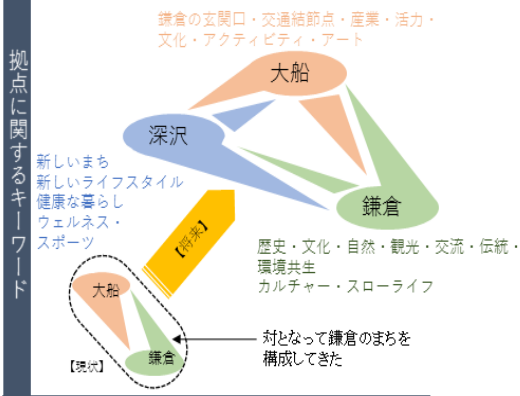 拠点に関するキーワード
鎌倉の玄関口・交通結節点・産業・活力・
文化・アクティビティ・アート
大船
深沢
新しいまち
新しいライフスタイル
健康な暮らし
ウェルネス・
スポーツ
鎌倉
【将来】
歴史・文化・自然・観光・交流・伝統・
環境共生
カルチャー・スローライフ
大船
鎌倉
【現状】
対となって鎌倉のまちを
構成してきた